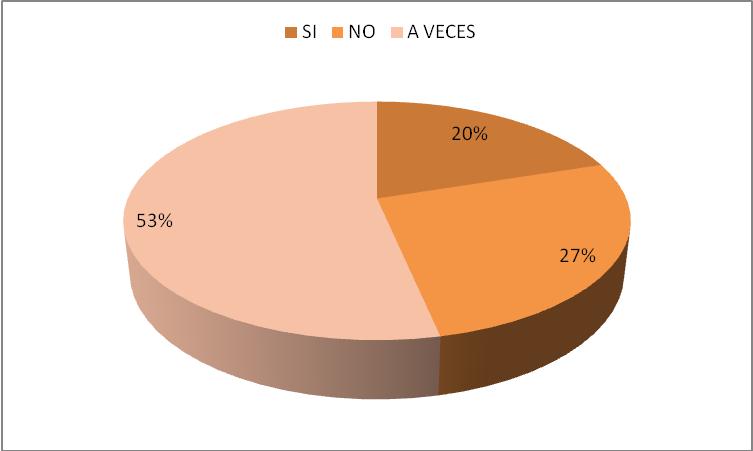 SI NO A VECES
20%
53%
27%